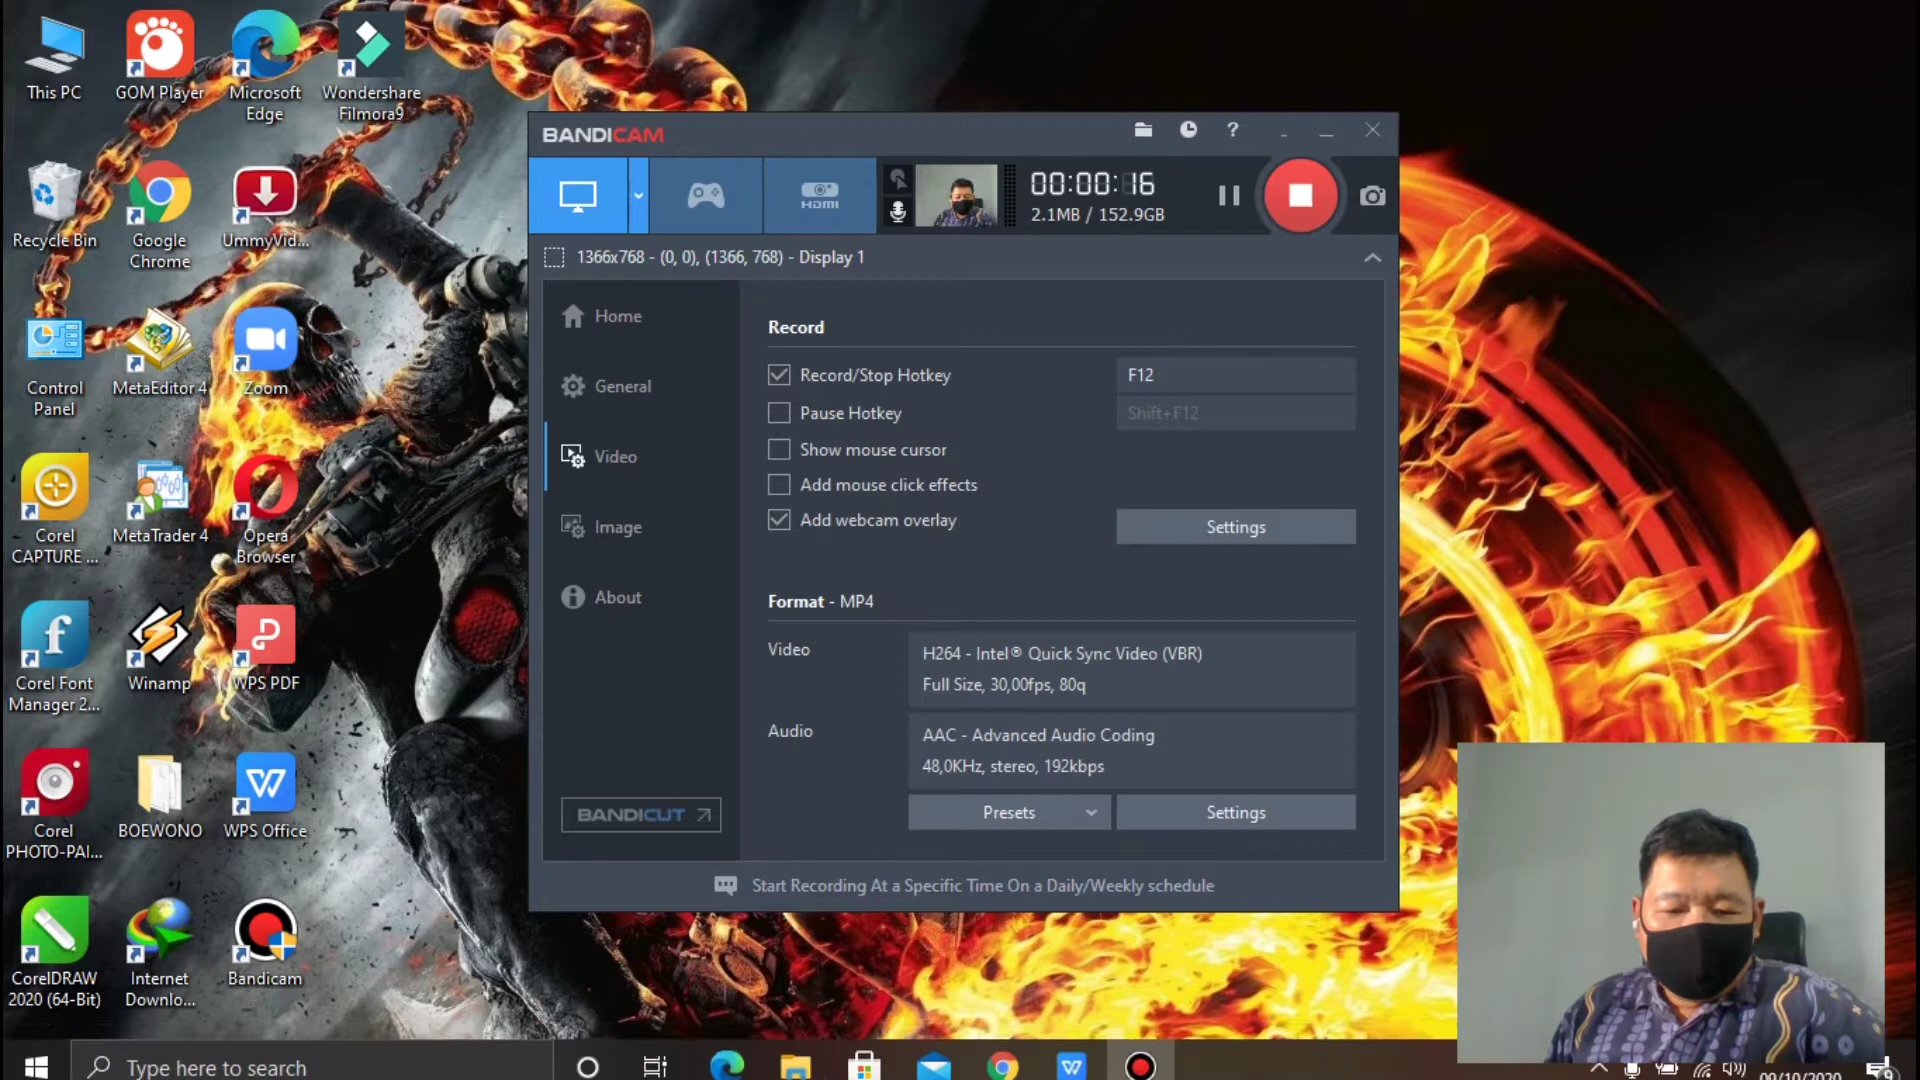 This PC
GOM Player
Microsoft
Edge
Wondershare
Filmora9
Recycle Bin
Google
Chrome
UmmyVid...
Control
Panel
MetaEditor 4
Zoom
Corel
CAPTURE ...
MetaTrader 4
Opera
Browser
Corel Font
Manager 2...
Winamp
WPS PDF
Corel
PHOTO-PAI...
BOEWONO
WPS Office
CorelDRAW
2020 (64-Bit)
Internet
Downlo...
Bandicam
BANDICAM
?
HDMI
00:00:16
2.1MB / 152.9GB
1366x768 - (0, 0), (1366, 768) - Display 1
Home
General
Video
Image
About
BANDICUT
Record
Record/Stop Hotkey
F12
Pause Hotkey
Shift+F12
Show mouse cursor
Add mouse click effects
Add webcam overlay
Settings
Format - MP4
Video
H264 - Intel® Quick Sync Video (VBR)
Full Size, 30,00fps, 80q
Audio
AAC - Advanced Audio Coding
48,0KHz, stereo, 192kbps
Presets
Settings
Start Recording At a Specific Time On a Daily/Weekly schedule
Type here to search
09/10/2020
9